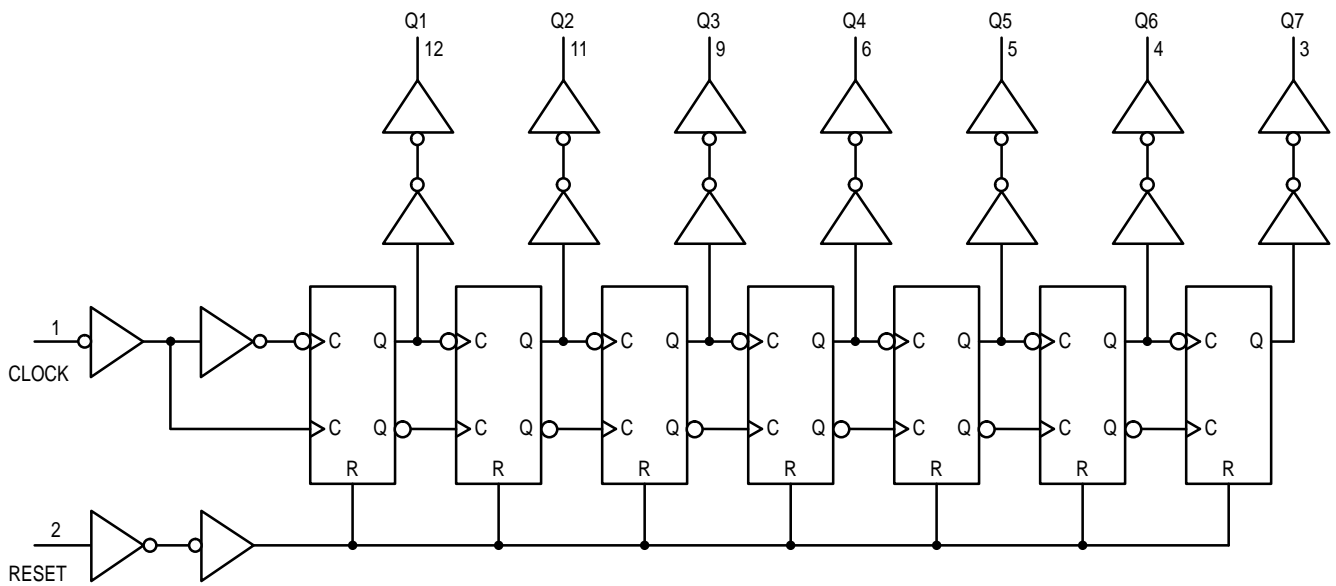 Q1 Q2 Q3 Q4 Q5 Q6 Q7
12 11 9 6 5 4 3
1 C Q C Q C Q C Q C Q C Q C Q
CLOCK
C Q C Q C Q C Q C Q C Q C
R R R R R R R
2
RESET